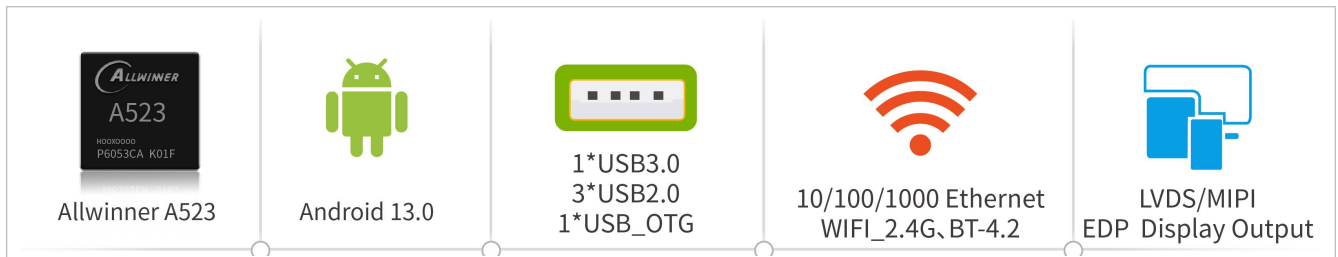 ALLWINNER
A523
H00X0000
P6053CA K01F
Allwinner A523
Android 13.0
1*USB3.0
3*USB2.0
1*USB_OTG
10/100/1000 Ethernet
WIFI_2.4G、BT-4.2
LVDS/MIPI
EDP Display Output